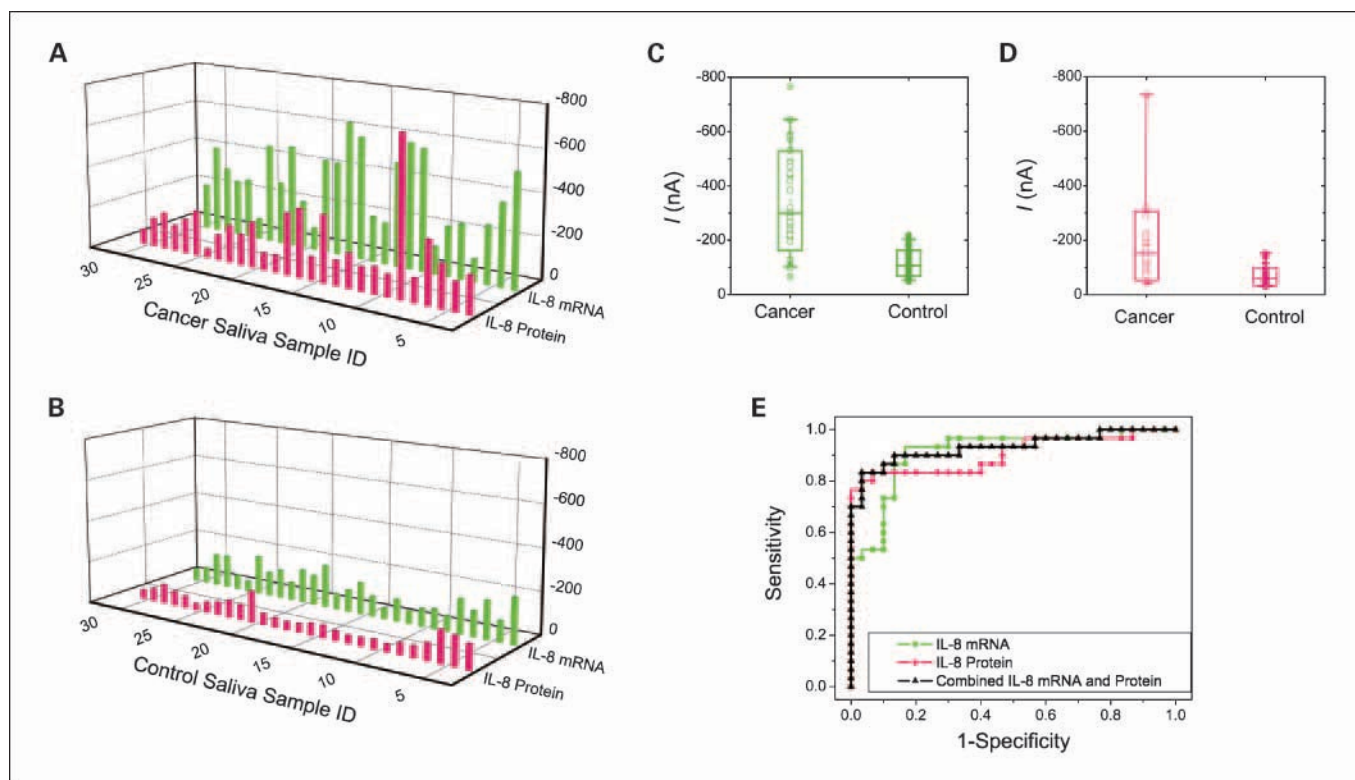 A
-800
-600
-400
-200
0
30
25
20
15
10
5
IL-8 mRNA
IL-8 Protein
Cancer Saliva Sample ID
B
-800
-600
-400
-200
0
30
25
20
15
10
5
IL-8 mRNA
IL-8 Protein
Control Saliva Sample ID
C
-800
-600
-400
-200
0
I (nA)
Cancer Control
D
-800
-600
-400
-200
0
I (nA)
Cancer Control
E
1.0
0.8
0.6
0.4
0.2
0.0
Sensitivity
IL-8 mRNA
IL-8 Protein
Combined IL-8 mRNA and Protein
0.0 0.2 0.4 0.6 0.8 1.0
1-Specificity